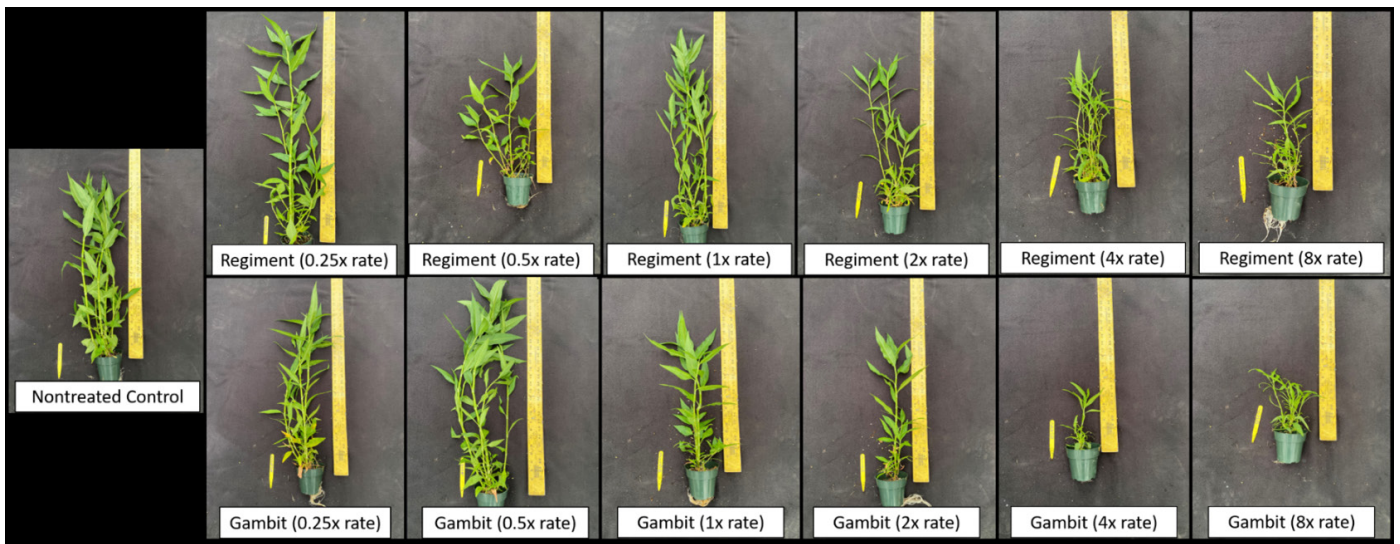 Regiment (0.25x rate)
Regiment (0.5x rate)
Regiment (1x rate)
Regiment (2x rate)
Regiment (4x rate)
Regiment (8x rate)
Nontreated Control
Gambit (0.25x rate)
Gambit (0.5x rate)
Gambit (1x rate)
Gambit (2x rate)
Gambit (4x rate)
Gambit (8x rate)